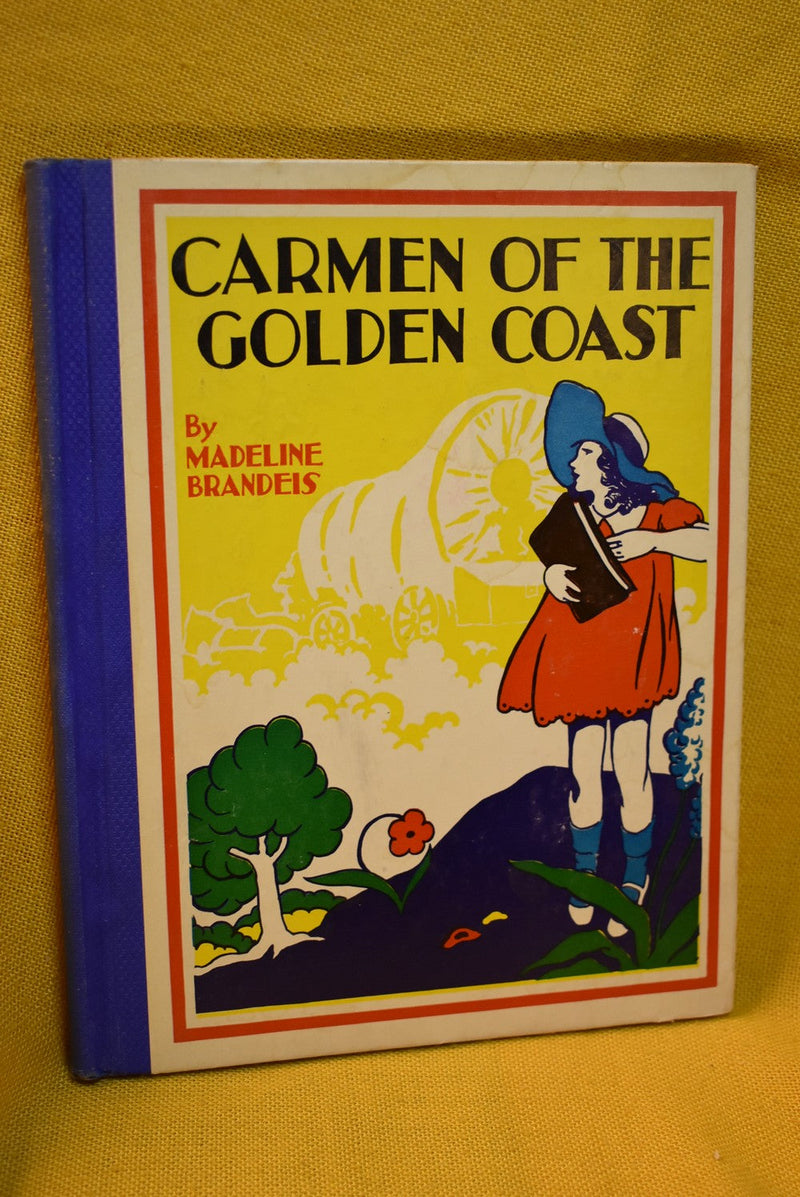 CARMEN OF THE
GOLDEN COAST
By
MADELINE
BRANDEIS